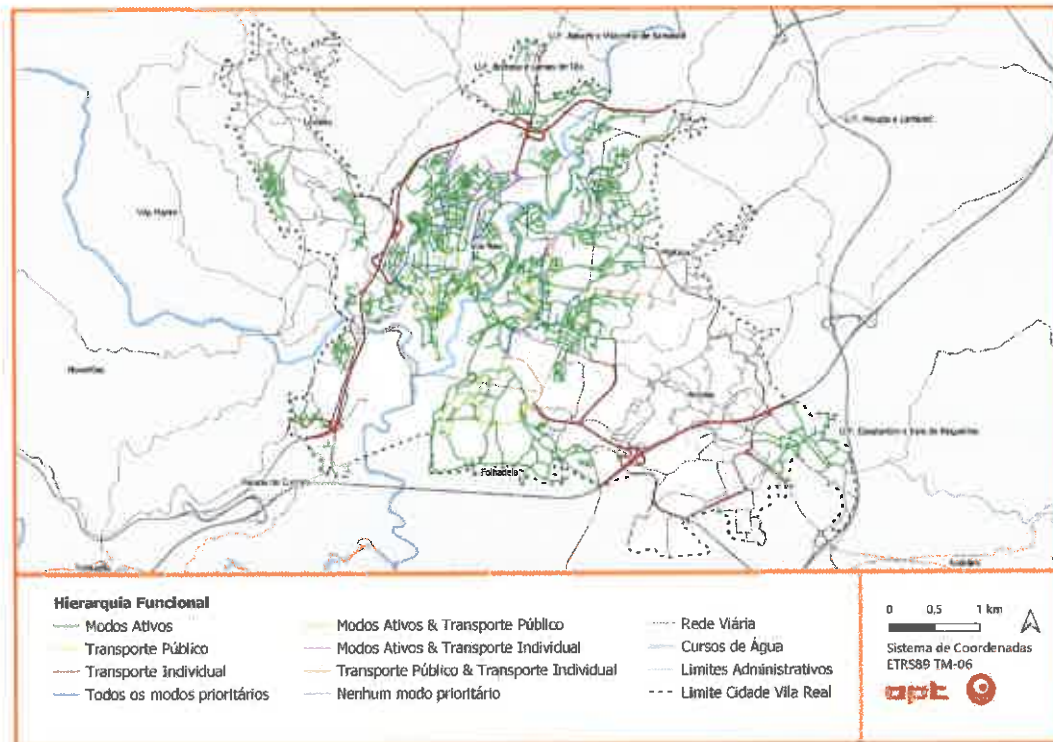 Vila Real
Folhadela
Hierarquia Funcional
Modos Ativos
Transporte Público
Transporte Individual
Todos os modos prioritários
Modos Ativos & Transporte Público
Modos Ativos & Transporte Individual
Transporte Público & Transporte Individual
Nenhum modo prioritário
Rede Viária
Cursos de Água
Limites Administrativos
Limite Cidade Vila Real
0 0,5 1 km
Sistema de Coordenadas
ETRS89 TM-06
apt